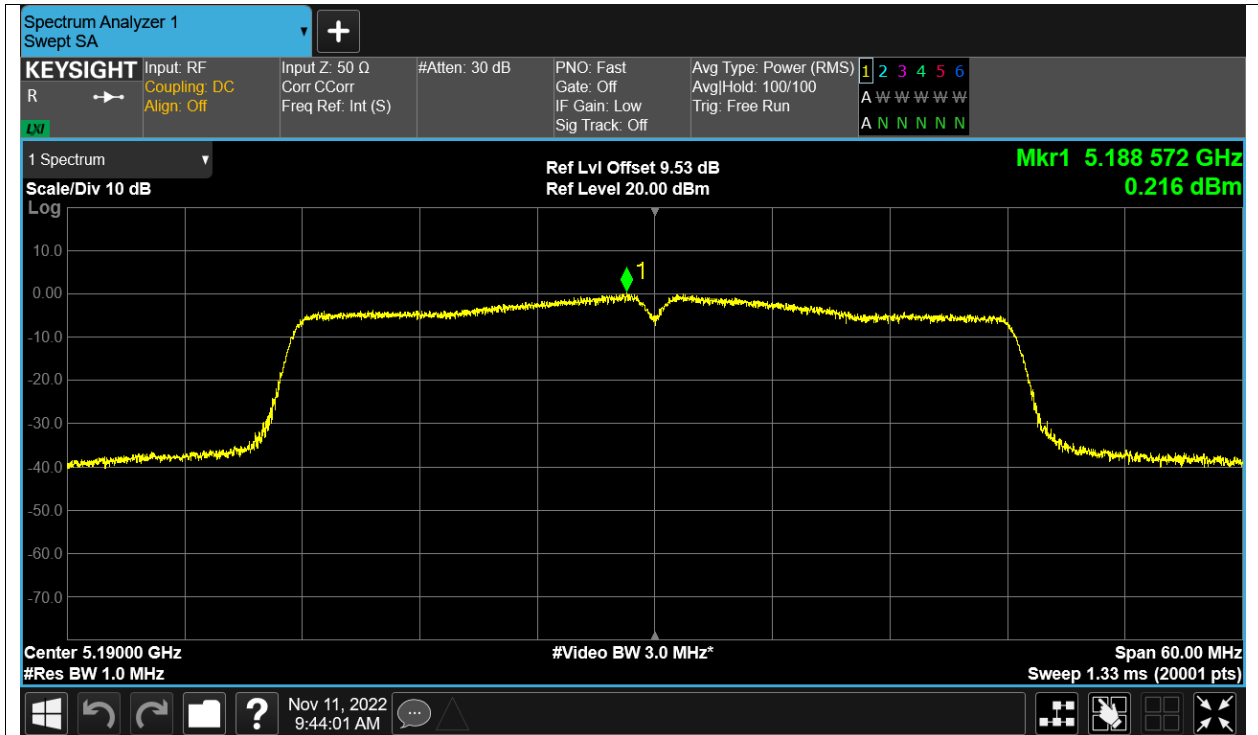 Spectrum Analyzer 1
Swept SA
+
KEYSIGHT
R
LXI
Input: RF
Coupling: DC
Align: Off
Input Z: 50 Ω
Corr CCorr
Freq Ref: Int (S)
#Atten: 30 dB
PNO: Fast
Gate: Off
IF Gain: Low
Sig Track: Off
Avg Type: Power (RMS)
Avg|Hold: 100/100
Trig: Free Run
1 2 3 4 5 6
A W W W W W
A N N N N N
1 Spectrum
Scale/Div 10 dB
Log
Ref Lvl Offset 9.53 dB
Ref Level 20.00 dBm
Mkr1 5.188 572 GHz
0.216 dBm
10.0
0.00
-10.0
-20.0
-30.0
-40.0
-50.0
-60.0
-70.0
1
Center 5.19000 GHz
#Res BW 1.0 MHz
#Video BW 3.0 MHz*
Span 60.00 MHz
Sweep 1.33 ms (20001 pts)
?
Nov 11, 2022
9:44:01 AM